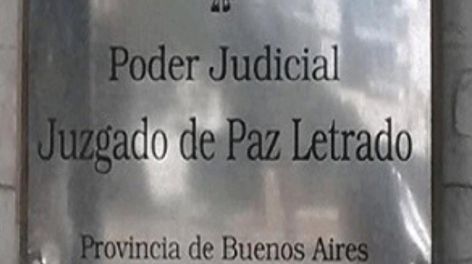 Poder Judicial
Juzgado de Paz Letrado
Provincia de Buenos Aires